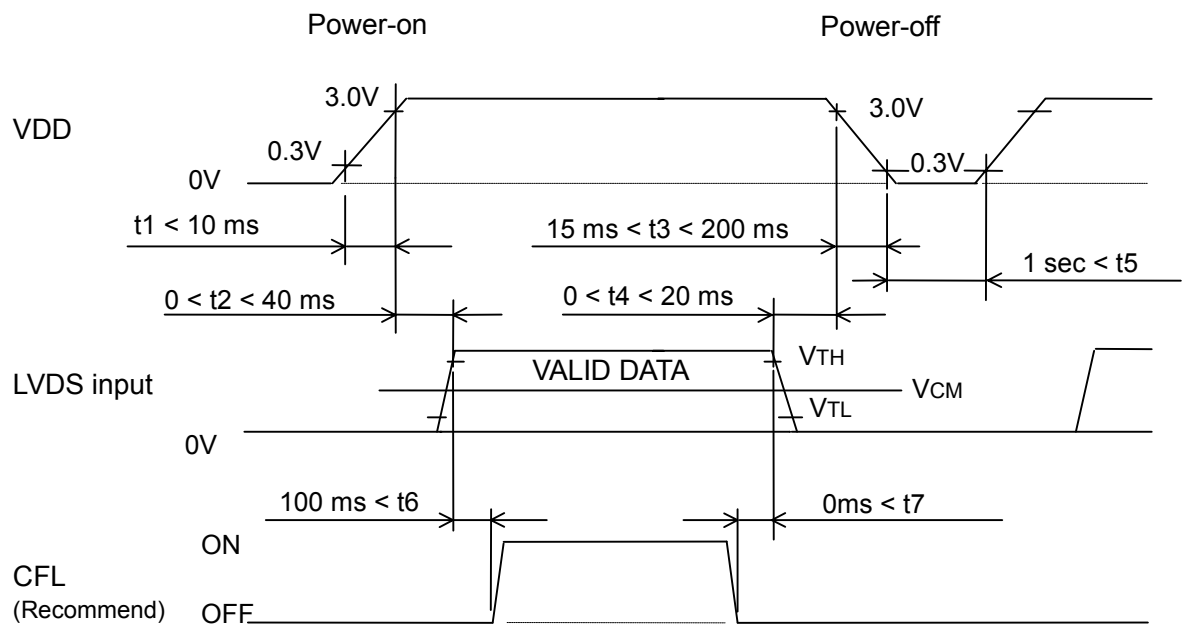 Power-on
Power-off
VDD
3.0V
3.0V
0.3V
0.3V
0V
t1 < 10 ms
15 ms < t3 < 200 ms
1 sec < t5
0 < t2 < 40 ms
0 < t4 < 20 ms
LVDS input
VALID DATA
VTH
VCM
VTL
0V
100 ms < t6
0ms < t7
ON
CFL
(Recommend)
OFF